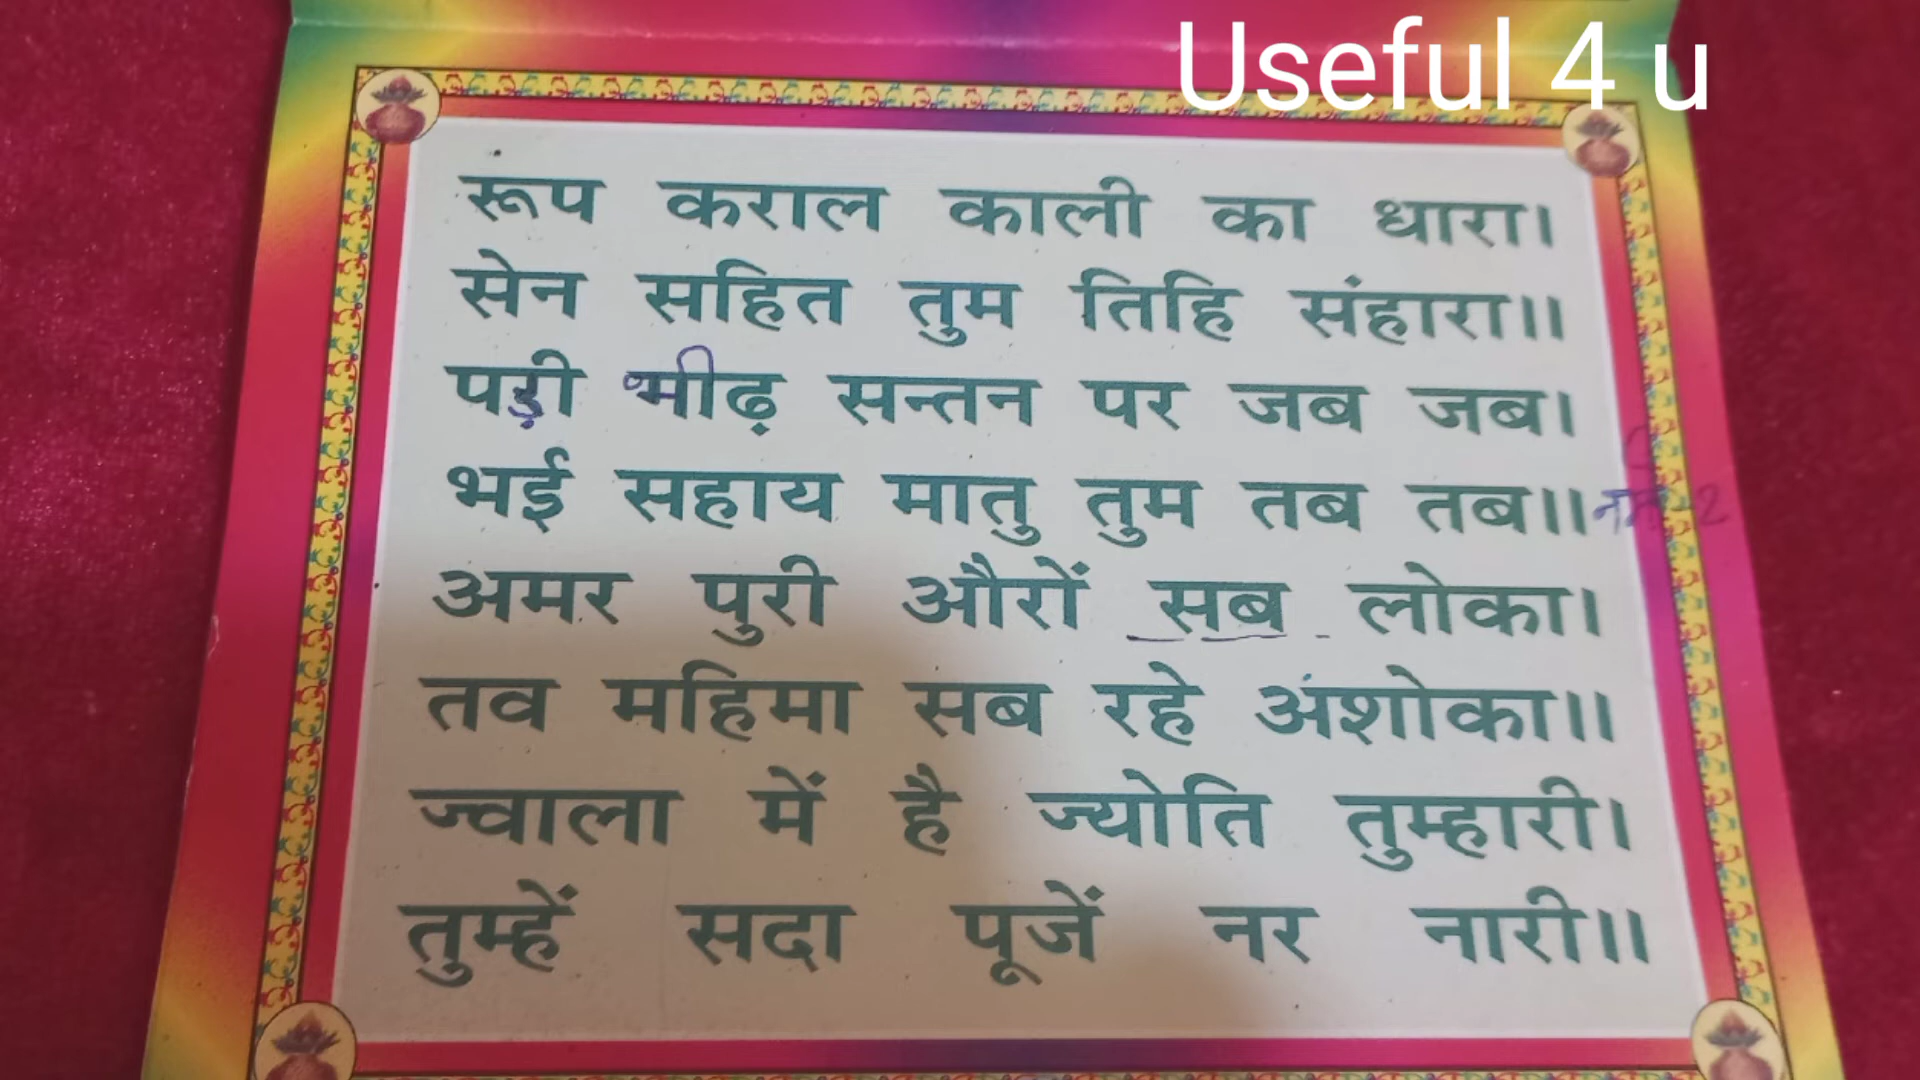 Useful 4 u
रूप कराल काली का धारा।
सेन सहित तुम तिहि संहारा।।
पड़ी भीढ़ सन्तन पर जब जब।
भई सहाय मातु तुम तब तब।।
अमर पुरी औरों सब लोका।
तव महिमा सब रहे अंशोका।।
ज्वाला में है ज्योति तुम्हारी।
तुम्हें सदा पूजें नर नारी।।